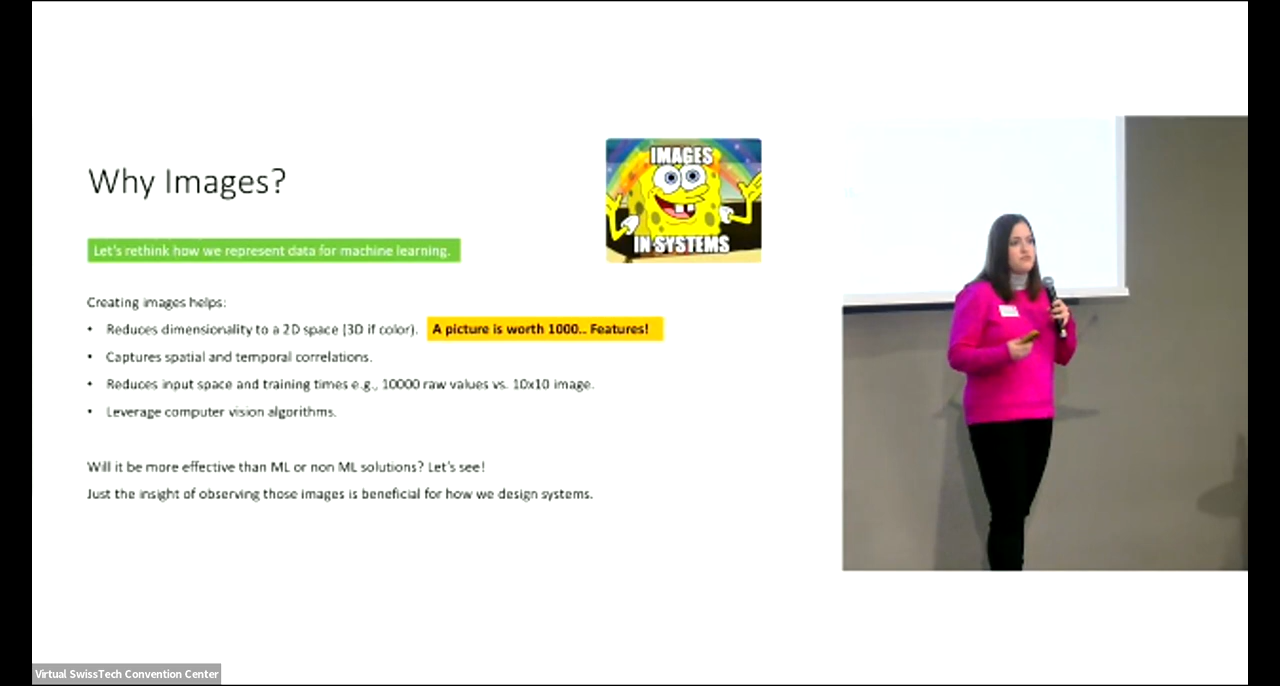 Why Images?
IMAGES
IN SYSTEMS
Let's rethink how we represent data for machine learning.
Creating images helps:
• Reduces dimensionality to a 2D space (3D if color). A picture is worth 1000.. Features!
• Captures spatial and temporal correlations.
• Reduces input space and training times e.g., 10000 raw values vs. 10x10 image.
• Leverage computer vision algorithms.
Will it be more effective than ML or non ML solutions? Let's see!
Just the insight of observing those images is beneficial for how we design systems.
Virtual SwissTech Convention Center